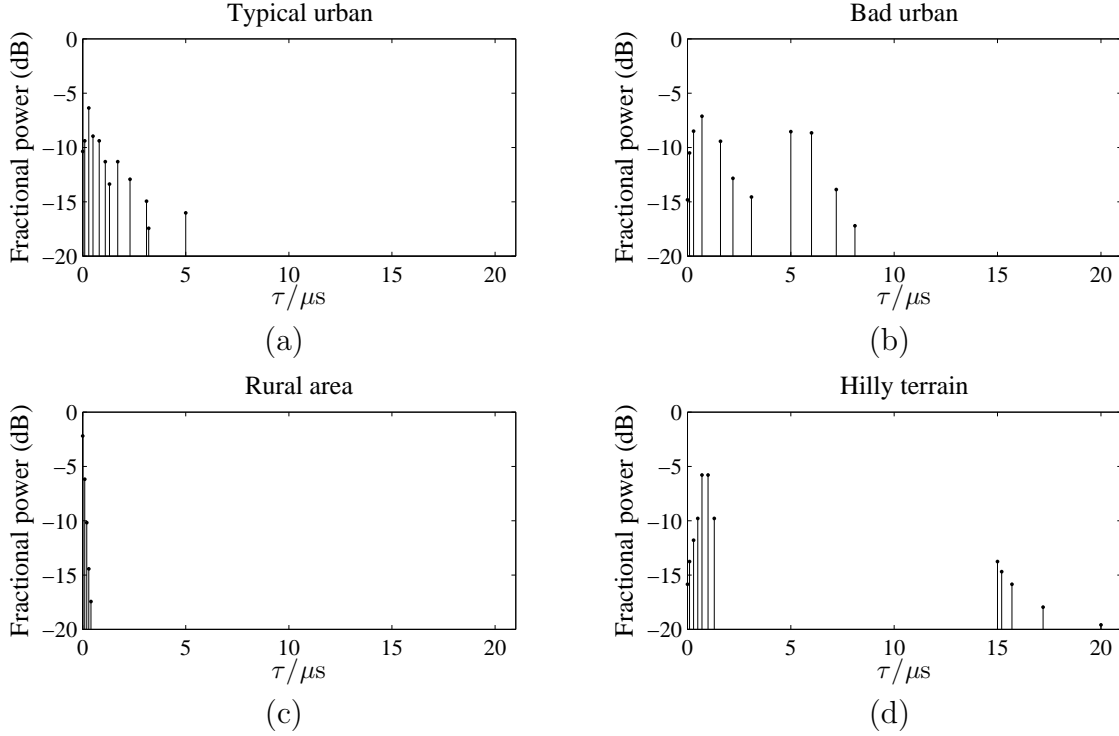 Typical urban
Fractional power (dB)
0
−5
−10
−15
−20
0 5 10 15 20
τ/μs
(a)
Bad urban
Fractional power (dB)
0
−5
−10
−15
−20
0 5 10 15 20
τ/μs
(b)
Rural area
Fractional power (dB)
0
−5
−10
−15
−20
0 5 10 15 20
τ/μs
(c)
Hilly terrain
Fractional power (dB)
0
−5
−10
−15
−20
0 5 10 15 20
τ/μs
(d)